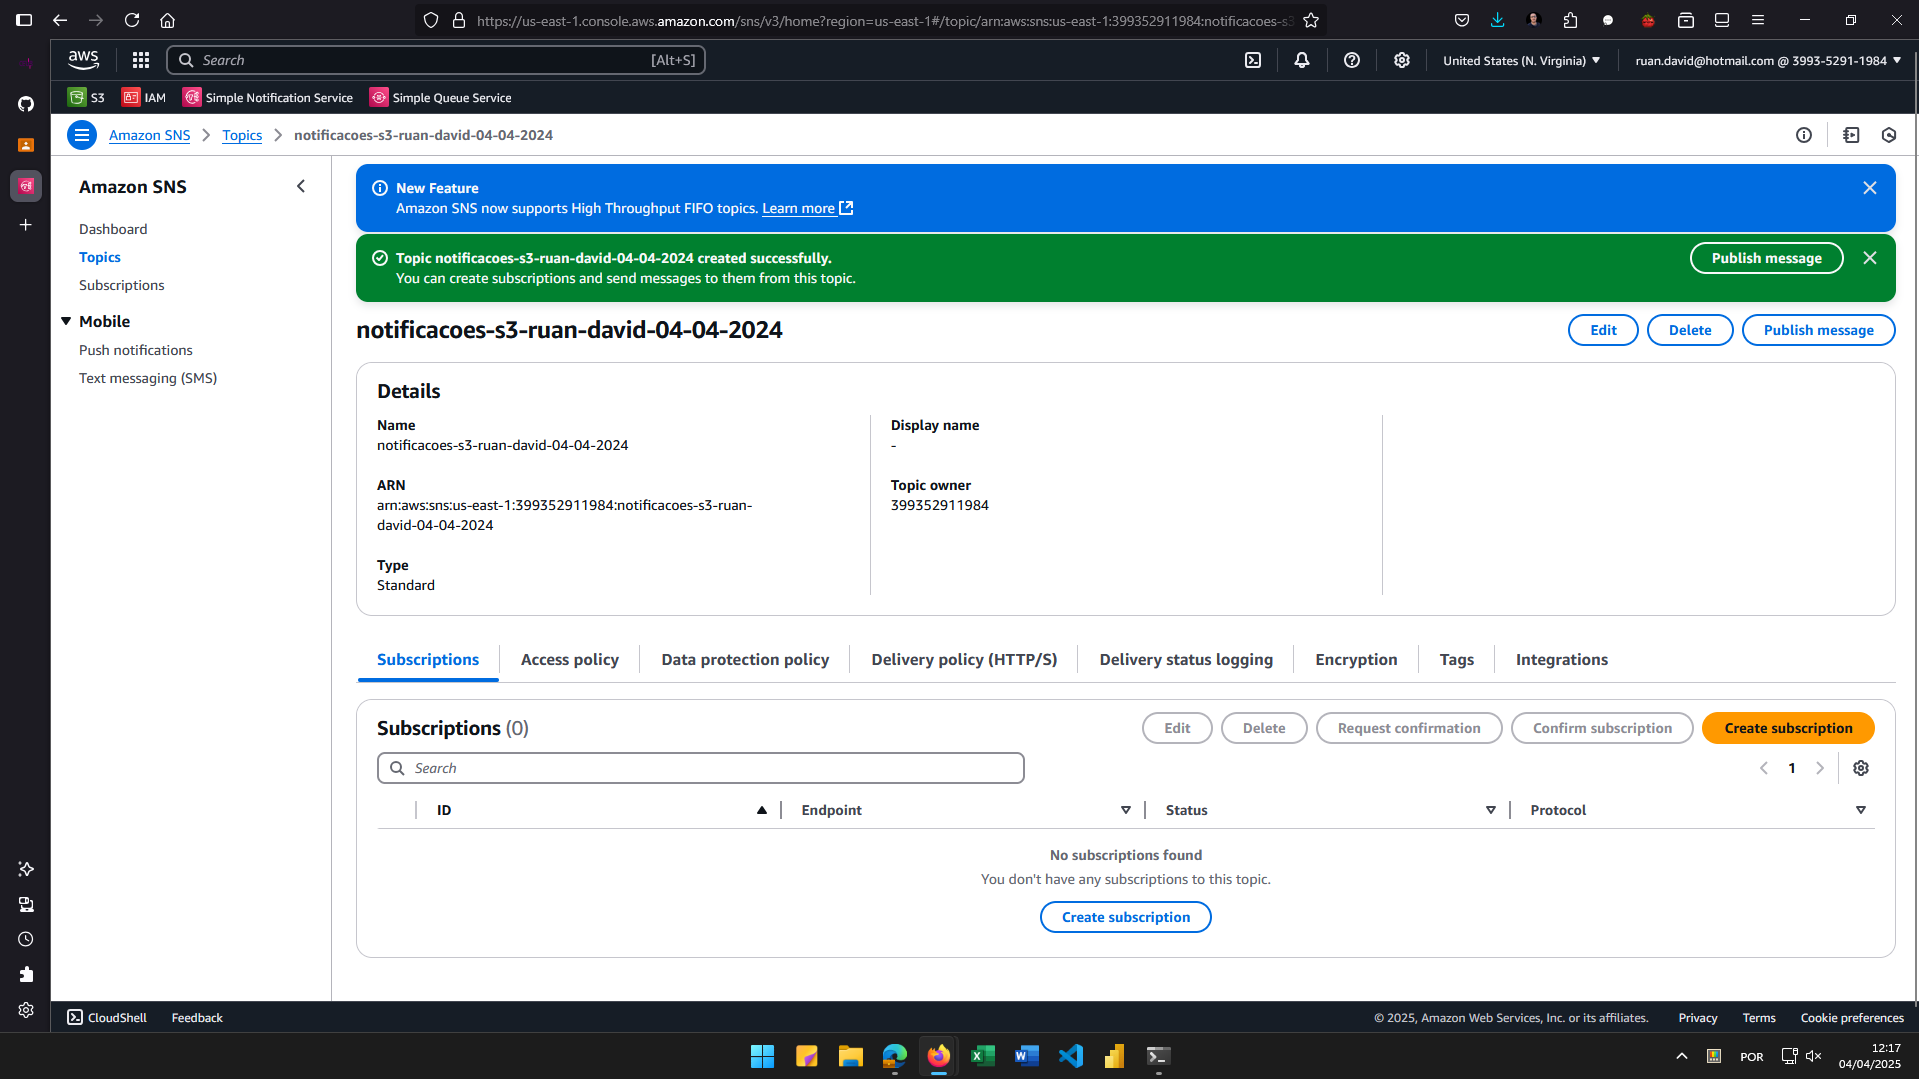 https://us-east-1.console.aws.amazon.com/sns/v3/home?region=us-east-1#/topic/arn:aws:sns:us-east-1:399352911984:notificacoes-s3
aws
Search
[Alt+S]
United States (N. Virginia)
ruan.david@hotmail.com @ 3993-5291-1984
S3
IAM
Simple Notification Service
Simple Queue Service
Amazon SNS
Topics
notificacoes-s3-ruan-david-04-04-2024
Amazon SNS
Dashboard
Topics
Subscriptions
Mobile
Push notifications
Text messaging (SMS)
New Feature
Amazon SNS now supports High Throughput FIFO topics. Learn more
Topic notificacoes-s3-ruan-david-04-04-2024 created successfully.
You can create subscriptions and send messages to them from this topic.
Publish message
notificacoes-s3-ruan-david-04-04-2024
Edit
Delete
Publish message
Details
Name
notificacoes-s3-ruan-david-04-04-2024
ARN
arn:aws:sns:us-east-1:399352911984:notificacoes-s3-ruan-
david-04-04-2024
Type
Standard
Display name
-
Topic owner
399352911984
Subscriptions
Access policy
Data protection policy
Delivery policy (HTTP/S)
Delivery status logging
Encryption
Tags
Integrations
Subscriptions (0)
Edit
Delete
Request confirmation
Confirm subscription
Create subscription
Search
1
ID
Endpoint
Status
Protocol
No subscriptions found
You don't have any subscriptions to this topic.
Create subscription
CloudShell
Feedback
© 2025, Amazon Web Services, Inc. or its affiliates.
Privacy
Terms
Cookie preferences
POR
12:17
04/04/2025